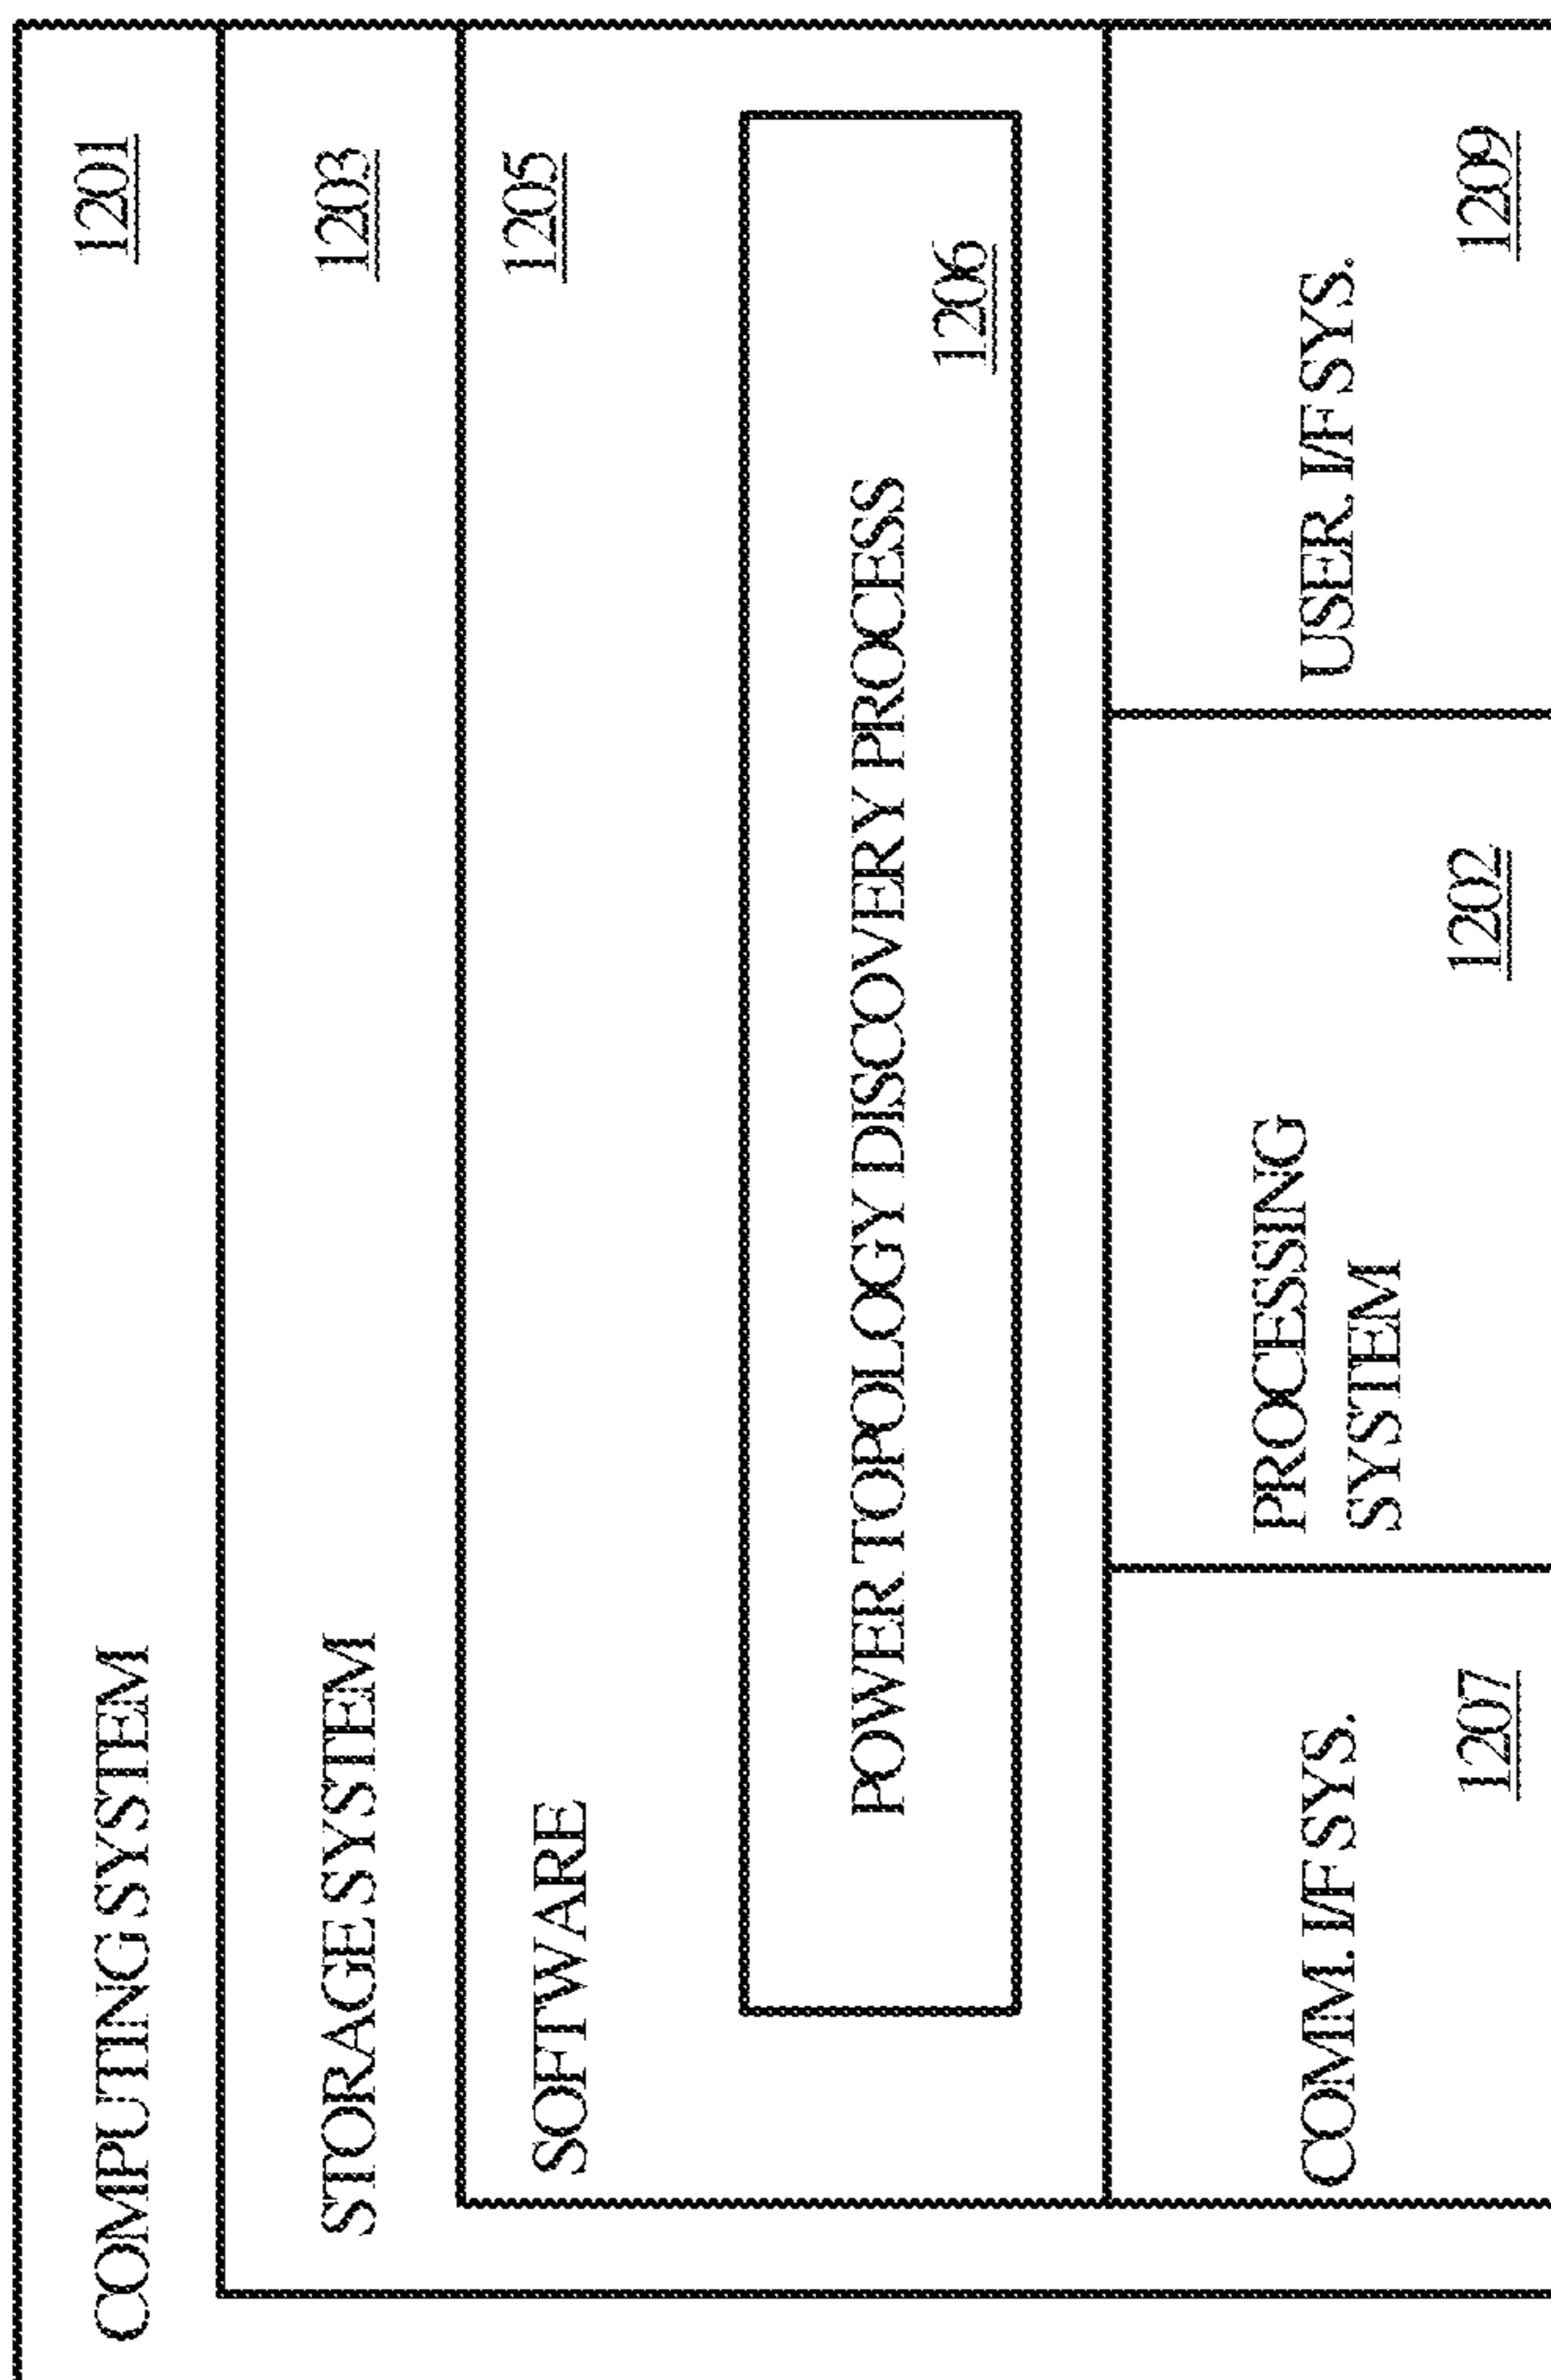 COMPUTING SYSTEM
1201
STORAGE SYSTEM
1203
SOFTWARE
1205
POWER TOPOLOGY DISCOVERY PROCESS
1206
COMM. I/F SYS.
1207
PROCESSING
SYSTEM
1202
USER. I/F SYS.
1209